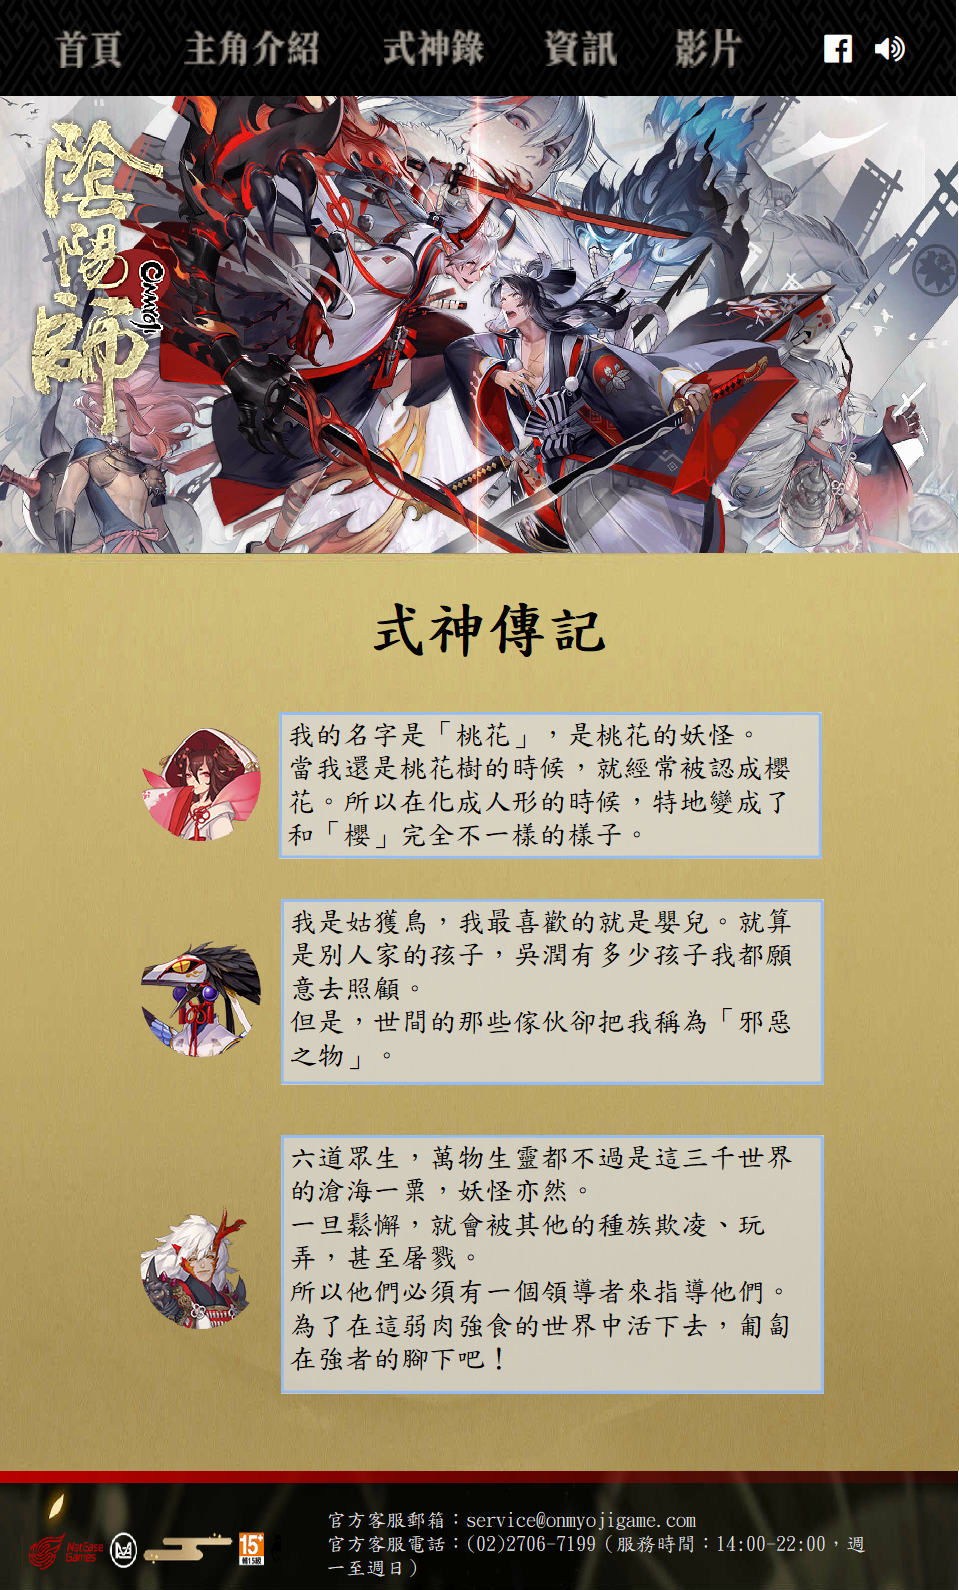 首頁 主角介紹 式神錄 資訊 影片
陰陽師
Onmyoji
式神傳記
我的名字是「桃花」，是桃花的妖怪。
當我還是桃花樹的時候，就經常被認成櫻
花。所以在化成人形的時候，特地變成了
和「櫻」完全不一樣的樣子。
我是姑獲鳥，我最喜歡的就是嬰兒。就算
是別人家的孩子，吳潤有多少孩子我都願
意去照顧。
但是，世間的那些傢伙卻把我稱為「邪惡
之物」。
六道眾生，萬物生靈都不過是這三千世界
的滄海一粟，妖怪亦然。
一旦鬆懈，就會被其他的種族欺凌、玩
弄，甚至屠戮。
所以他們必須有一個領導者來指導他們。
為了在這弱肉強食的世界中活下去，匍匐
在強者的腳下吧！
NetEase
Games
15+
輔15級
官方客服郵箱：service@onmyojigame.com
官方客服電話：(02)2706-7199（服務時間：14:00-22:00，週
一至週日）